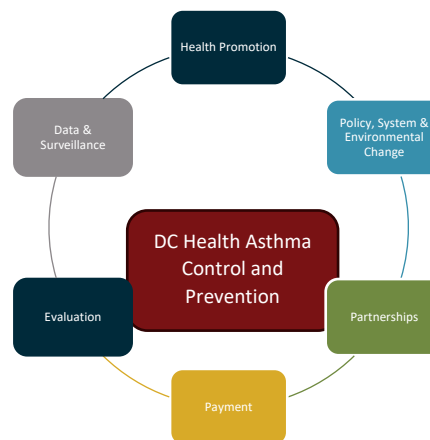 Health Promotion
Policy, System &
Environmental
Change
Data &
Surveillance
DC Health Asthma
Control and
Prevention
Evaluation
Partnerships
Payment